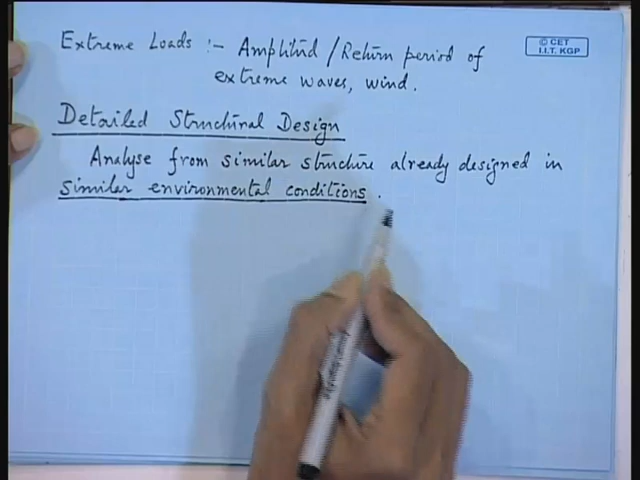 Extreme Loads :- Amplitud / Return period of
extreme waves, wind.
© CET
I.I.T. KGP
Detailed Structural Design
Analyse from similar structure already designed in
similar environmental conditions.